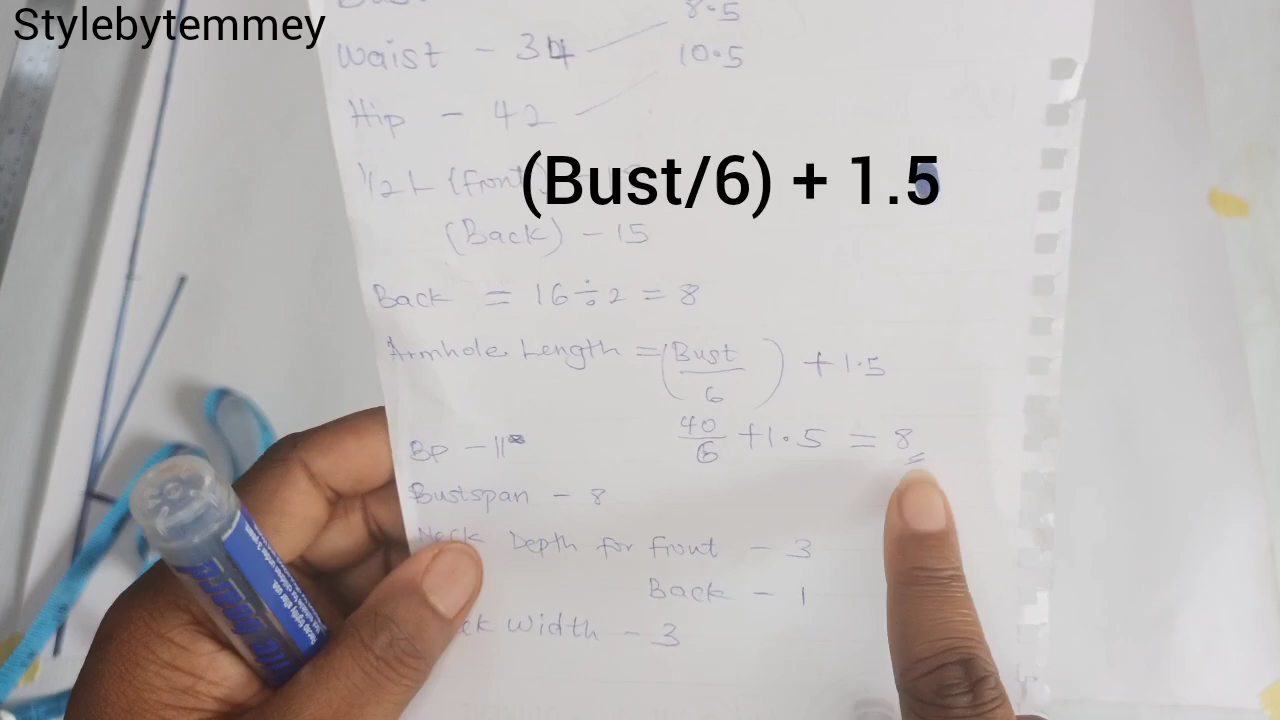 Stylebytemmey
8.5
Waist - 34
10.5
Hip - 42
(Bust/6) + 1.5
1/2 L (Front)
(Back) - 15
Back = 16 ÷ 2 = 8
Armhole Length = (Bust/6) + 1.5
40/6 + 1.5 = 8
BP - 11
Bustspan - 8
Neck Depth for front - 3
Back - 1
Width - 3